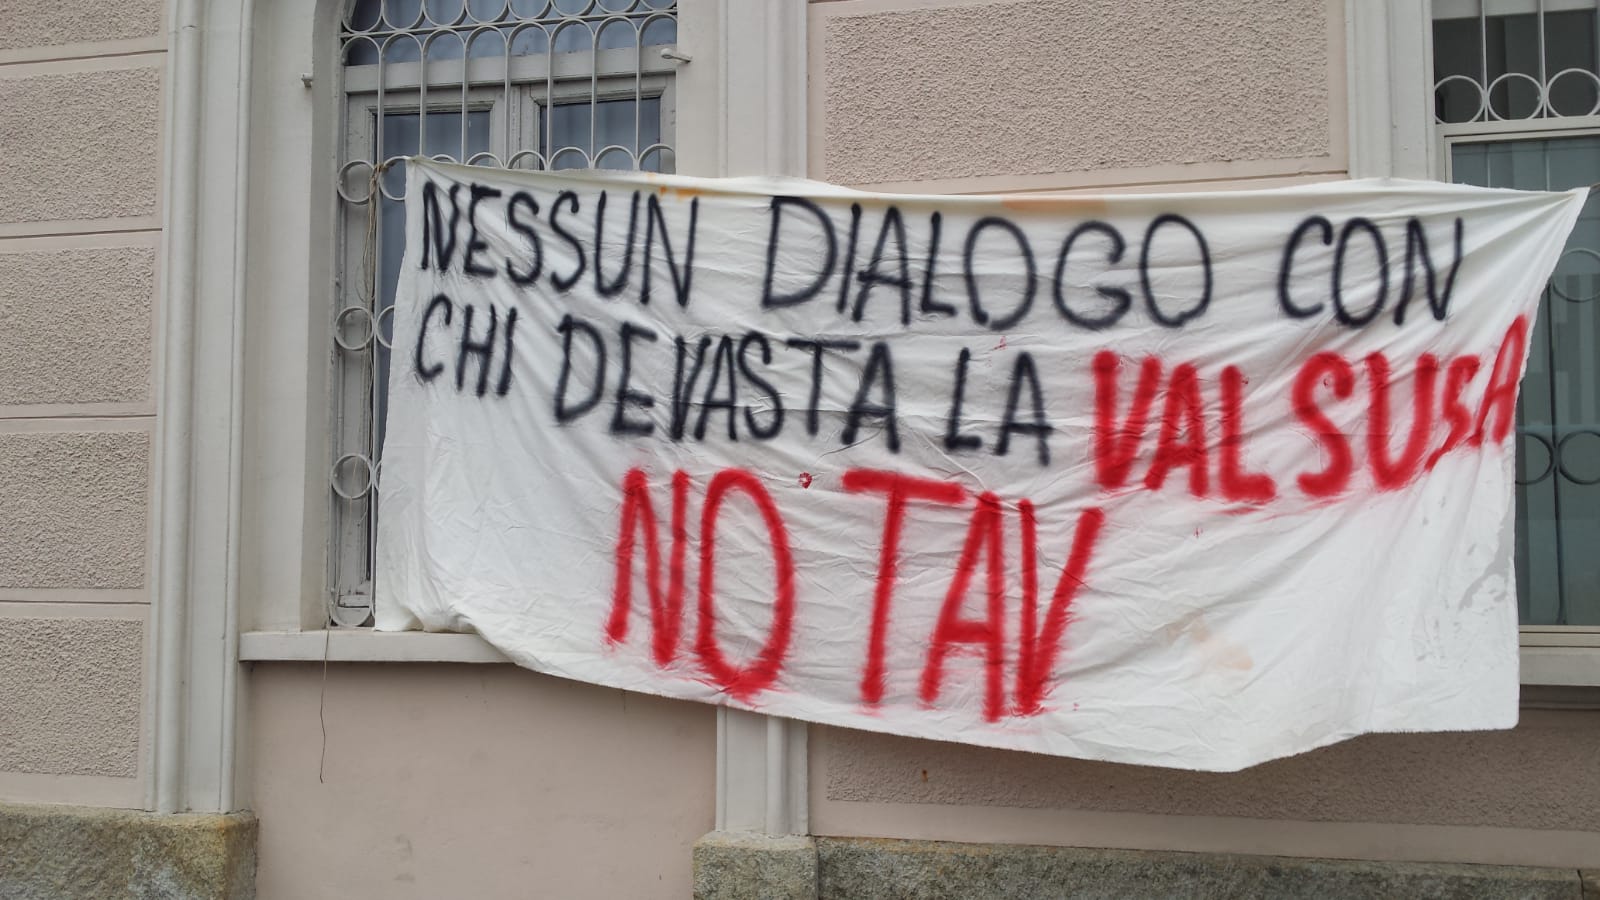 NESSUN DIALOGO CON
CHI DEVASTA LA VALSUSA
NO TAV